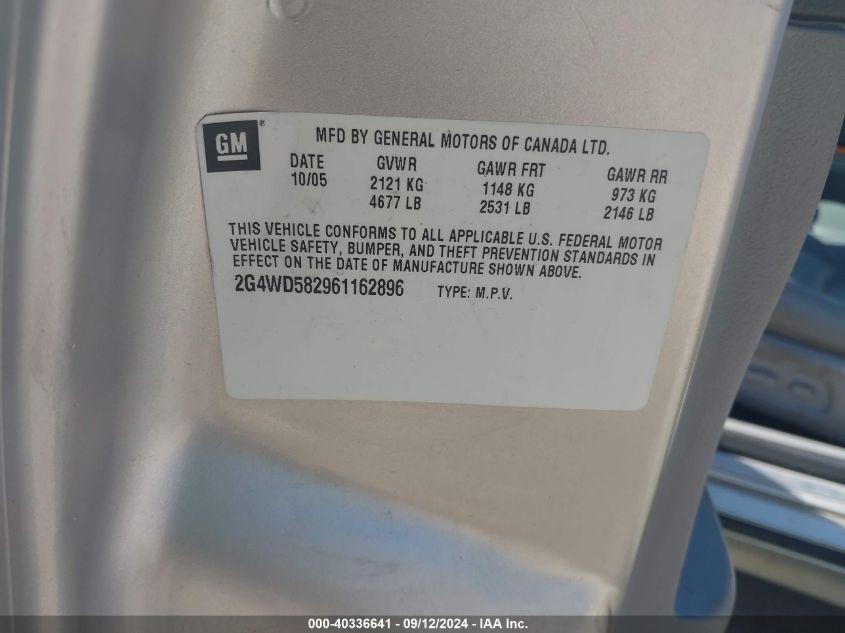 GM ®
MFD BY GENERAL MOTORS OF CANADA LTD.
DATE GVWR GAWR FRT GAWR RR
10/05 2121 KG 1148 KG 973 KG
4677 LB 2531 LB 2146 LB
THIS VEHICLE CONFORMS TO ALL APPLICABLE U.S. FEDERAL MOTOR
VEHICLE SAFETY, BUMPER, AND THEFT PREVENTION STANDARDS IN
EFFECT ON THE DATE OF MANUFACTURE SHOWN ABOVE.
2G4WD582961162896 TYPE: M.P.V.
000-40336641 - 09/12/2024 - IAA Inc.